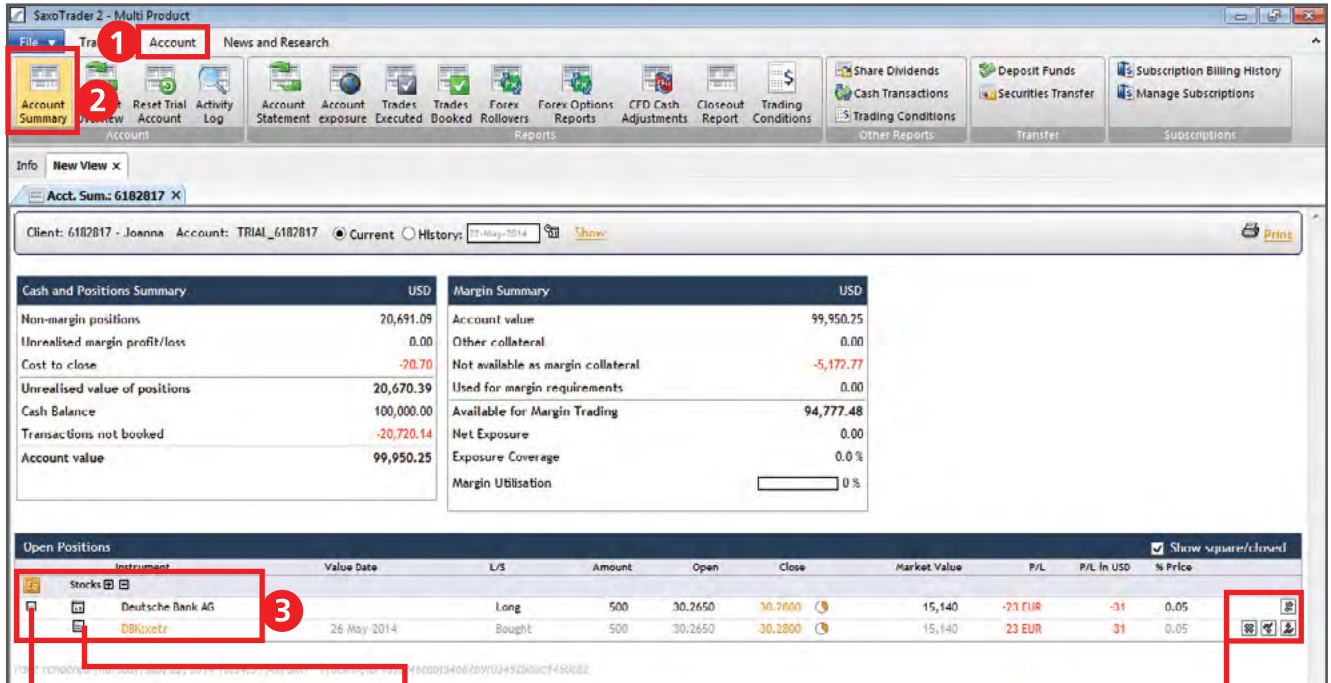 SaxoTrader 2 - Multi Product
File Tra 1 Account News and Research
2
Account Summary
Reset Trial Account
Activity Log
Account Statement
Account exposure
Trades Executed
Trades Booked
Forex Rollovers
Forex Options Reports
CFD Cash Adjustments
Closeout Report
Trading Conditions
Share Dividends
Cash Transactions
Trading Conditions
Deposit Funds
Securities Transfer
Subscription Billing History
Manage Subscriptions
Account Reports Other Reports Transfer Subscriptions
Info New View x
Acct. Sum.: 6182817 X
Client: 6182817 - Joanna Account: TRIAL_6182817 Current History: Show Print
Cash and Positions Summary USD
Non-margin positions 20,691.09
Unrealised margin profit/loss 0.00
Cost to close -20.70
Unrealised value of positions 20,670.39
Cash Balance 100,000.00
Transactions not booked -20,720.14
Account value 99,950.25
Margin Summary USD
Account value 99,950.25
Other collateral 0.00
Not available as margin collateral -5,172.77
Used for margin requirements 0.00
Available for Margin Trading 94,777.48
Net Exposure 0.00
Exposure Coverage 0.0 %
Margin Utilisation 0 %
Open Positions Show square/closed
Instrument Value Date L/S Amount Open Close Market Value P/L P/L in USD % Price
Stocks
Deutsche Bank AG 3 Long 500 30.2650 30.2800 15,140 -23 EUR -31 0.05
DBK:xetr 26-May-2014 Bought 500 30.2650 30.2800 15,140 -23 EUR -31 0.05